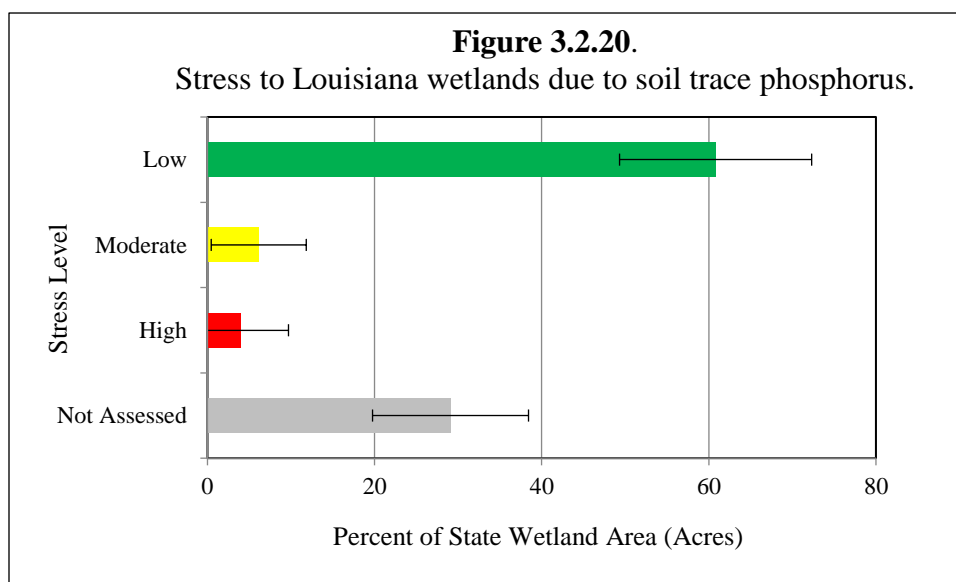 Figure 3.2.20.
Stress to Louisiana wetlands due to soil trace phosphorus.
Stress Level
Low
Moderate
High
Not Assessed
0 20 40 60 80
Percent of State Wetland Area (Acres)